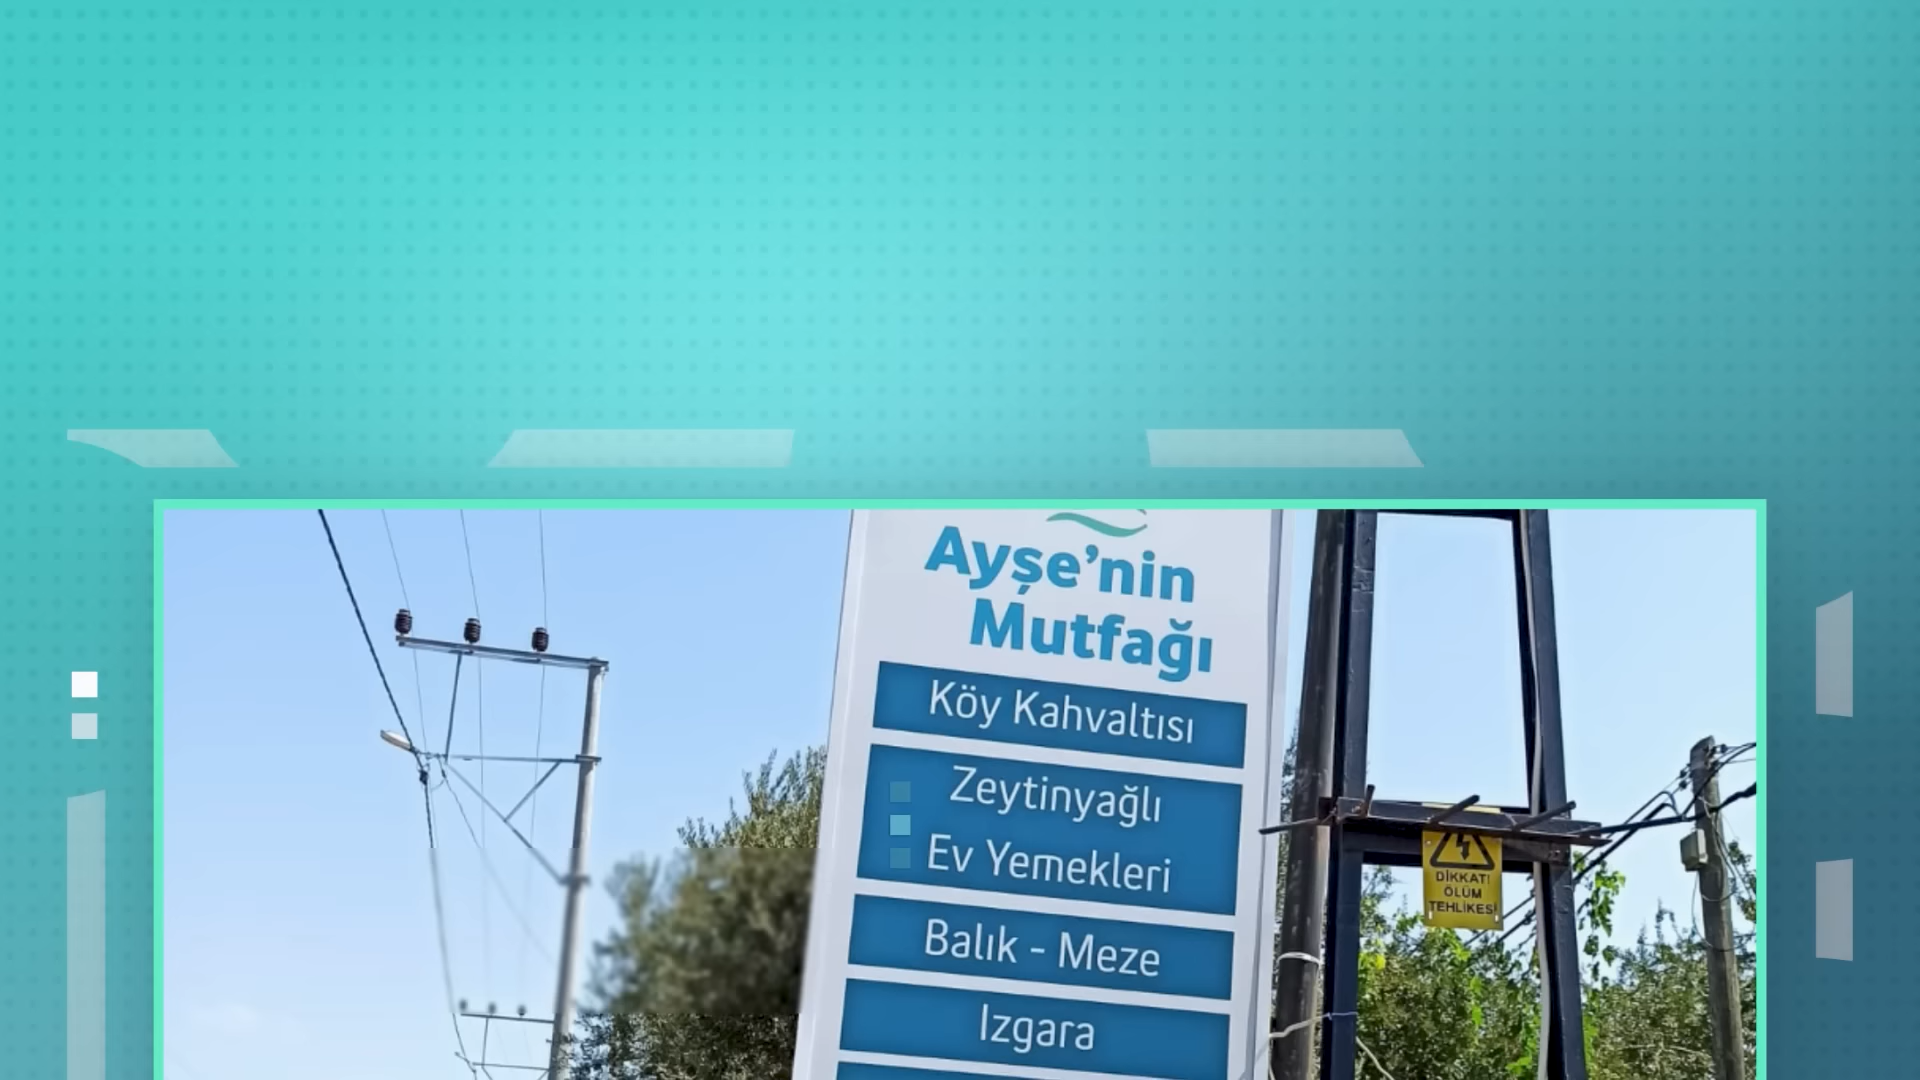 Ayşe'nin
Mutfağı
Köy Kahvaltısı
Zeytinyağlı
Ev Yemekleri
Balık - Meze
Izgara
DİKKAT!
ÖLÜM
TEHLİKESİ